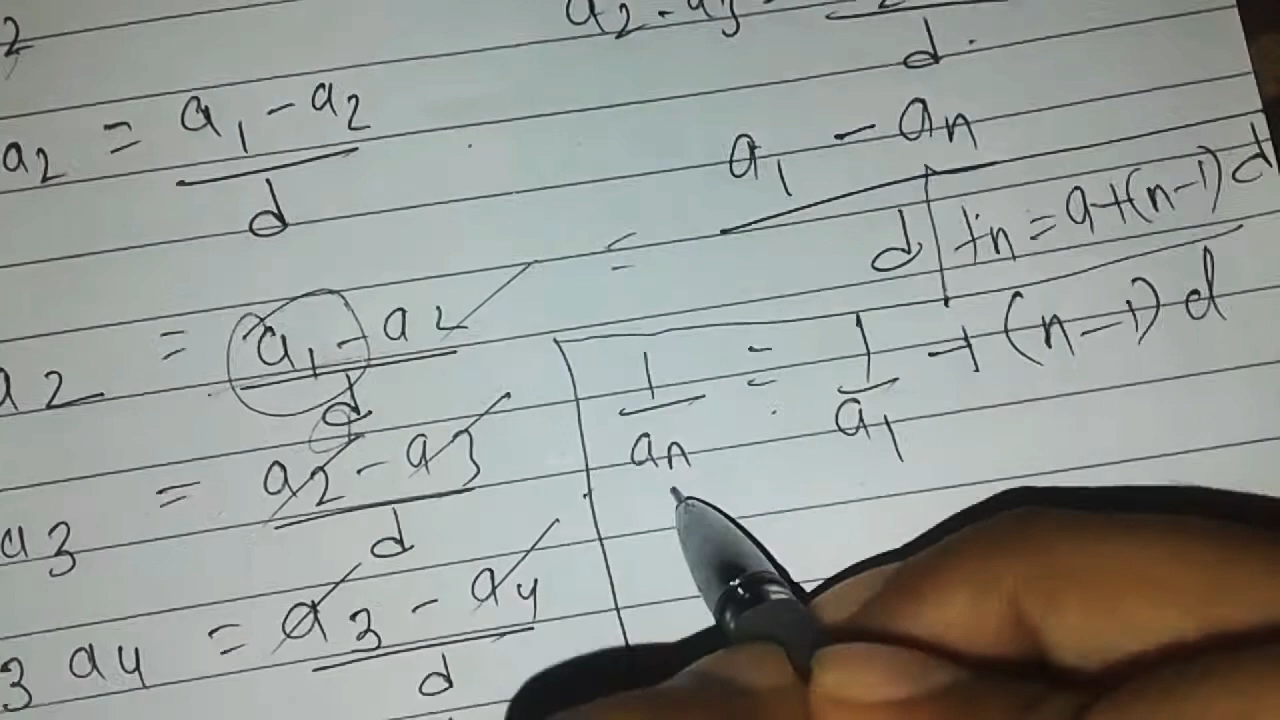 2
a2 - a3
d.
a2 = a1 - a2 / d
= a1 - an / d
tn = a+(n-1)d
a2 = a1 - a2 / d
1/an = 1/a1 + (n-1)d
a3 = a2 - a3 / d
3 a4 = a3 - a4 / d